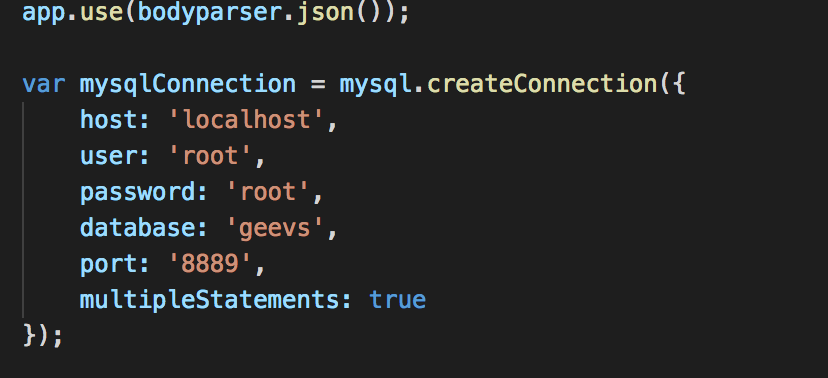 app.use(bodyparser.json());
var mysqlConnection = mysql.createConnection({
host: 'localhost',
user: 'root',
password: 'root',
database: 'geevs',
port: '8889',
multipleStatements: true
});